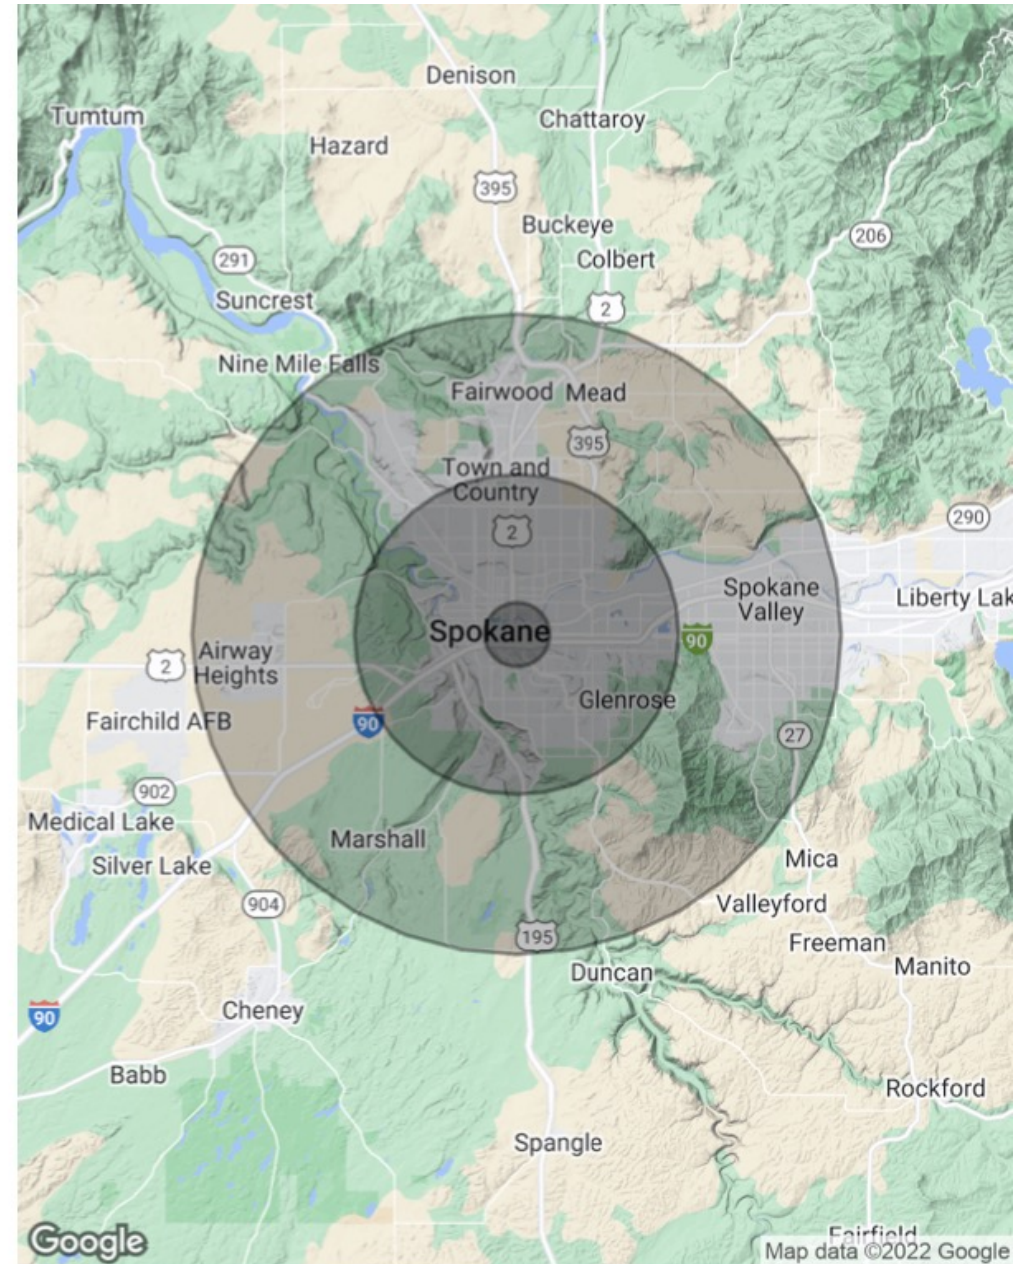 Denison
Tumtum
Chattaroy
Hazard
395
Buckeye
206
291
Colbert
Suncrest
2
Nine Mile Falls
Fairwood
Mead
395
Town and
Country
290
2
Spokane
Valley
Liberty Lak
Spokane
90
Airway
Heights
2
Glenrose
Fairchild AFB
90
27
902
Medical Lake
Marshall
Silver Lake
Mica
904
Valleyford
195
Freeman
Manito
Duncan
90
Cheney
Babb
Rockford
Spangle
Fairfield
Google
Map data ©2022 Google